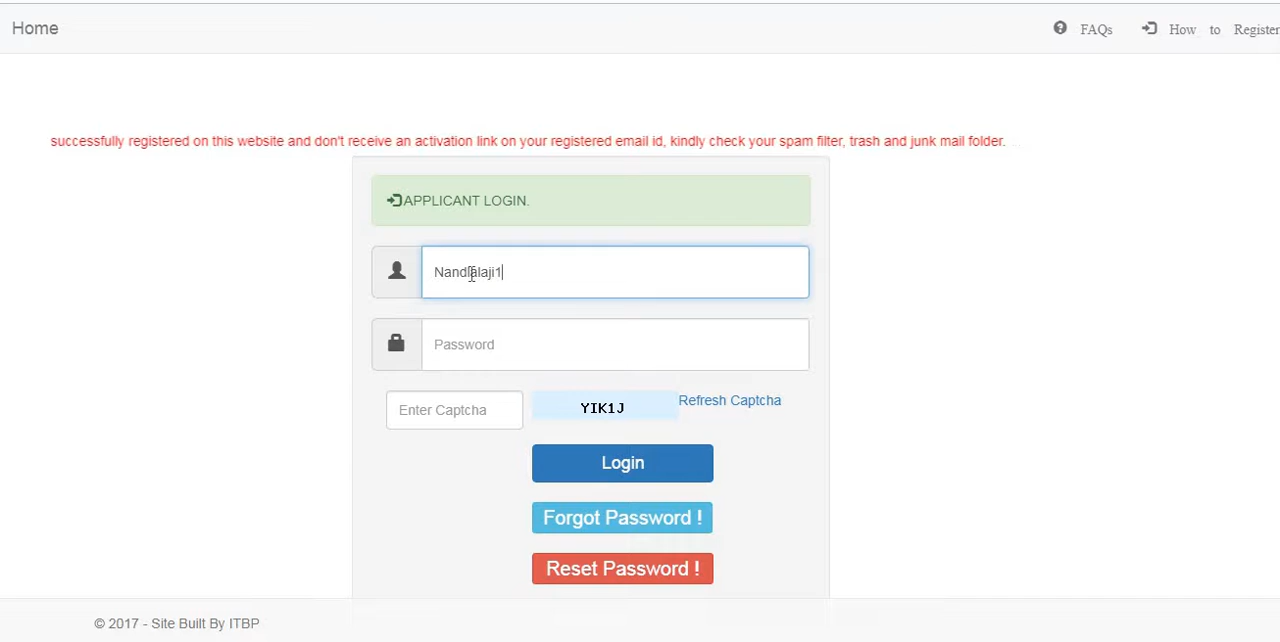 Home
FAQs
How to Register
successfully registered on this website and don't receive an activation link on your registered email id, kindly check your spam filter, trash and junk mail folder.
APPLICANT LOGIN.
Nandlalaji1
Password
Enter Captcha
YIK1J
Refresh Captcha
Login
Forgot Password !
Reset Password !
© 2017 - Site Built By ITBP